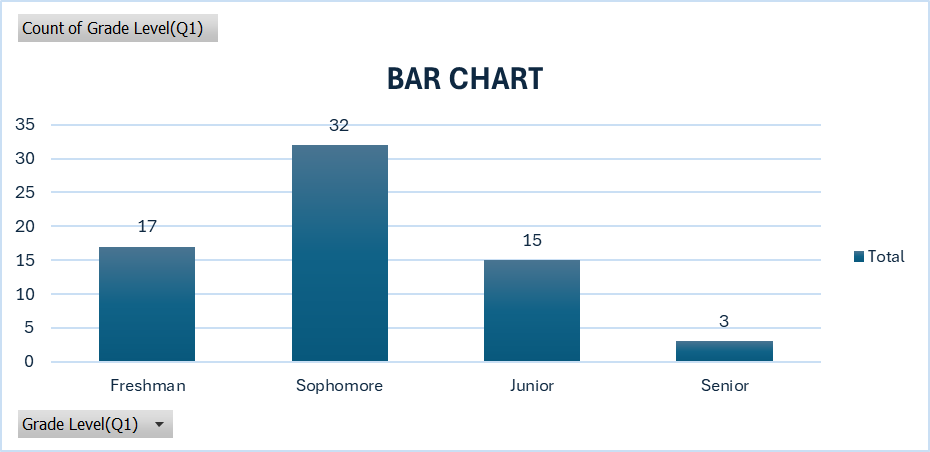 Count of Grade Level(Q1)
BAR CHART
35
30
25
20
15
10
5
0
17
32
15
3
Freshman
Sophomore
Junior
Senior
Total
Grade Level(Q1)